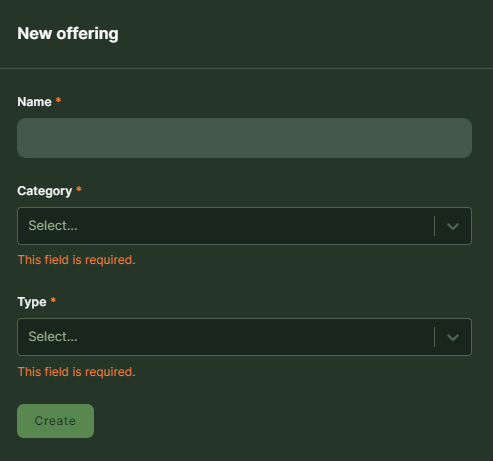 New offering
Name *
Category *
Select...
This field is required.
Type *
Select...
This field is required.
Create